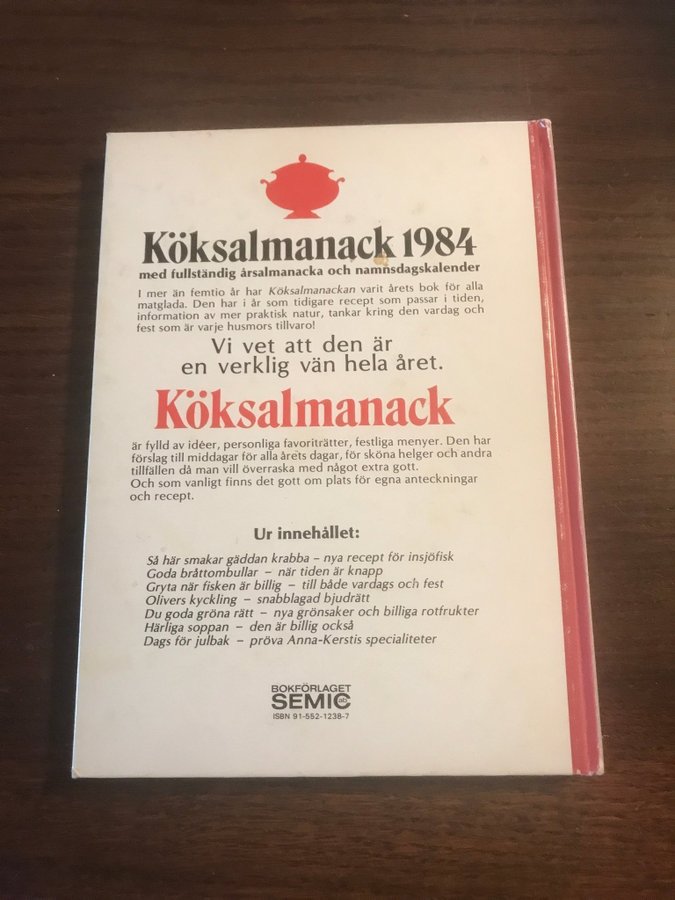 Köksalmanack 1984
med fullständig årsalmanacka och namnsdagskalender
I mer än femtio år har Köksalmanackan varit årets bok för alla
matglada. Den har i år som tidigare recept som passar i tiden,
information av mer praktisk natur, tankar kring den vardag och
fest som är varje husmors tillvaro!
Vi vet att den är
en verklig vän hela året.
Köksalmanack
är fylld av idéer, personliga favoriträtter, festliga menyer. Den har
förslag till middagar för alla årets dagar, för sköna helger och andra
tillfällen då man vill överraska med något extra gott.
Och som vanligt finns det gott om plats för egna anteckningar
och recept.
Ur innehållet:
Så här smakar gäddan krabba – nya recept för insjöfisk
Goda bråttombullar – när tiden är knapp
Gryta när fisken är billig – till både vardags och fest
Olivers kyckling – snabblagad bjudrätt
Du goda gröna rätt – nya grönsaker och billiga rotfrukter
Härliga soppan – den är billig också
Dags för julbak – pröva Anna-Kerstis specialiteter
BOKFÖRLAGET
SEMIC ab
ISBN 91-552-1238-7